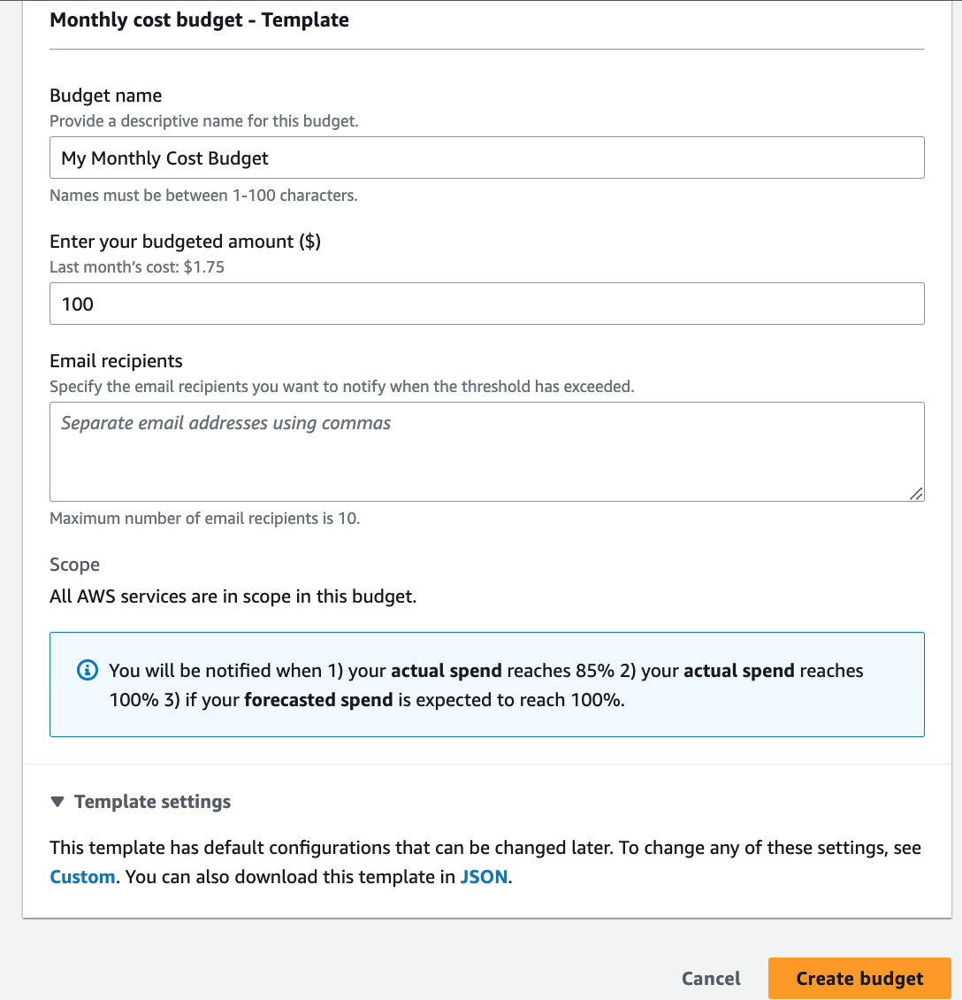 Monthly cost budget - Template
Budget name
Provide a descriptive name for this budget.
My Monthly Cost Budget
Names must be between 1-100 characters.
Enter your budgeted amount ($)
Last month's cost: $1.75
100
Email recipients
Specify the email recipients you want to notify when the threshold has exceeded.
Separate email addresses using commas
Maximum number of email recipients is 10.
Scope
All AWS services are in scope in this budget.
You will be notified when 1) your actual spend reaches 85% 2) your actual spend reaches
100% 3) if your forecasted spend is expected to reach 100%.
Template settings
This template has default configurations that can be changed later. To change any of these settings, see
Custom. You can also download this template in JSON.
Cancel
Create budget